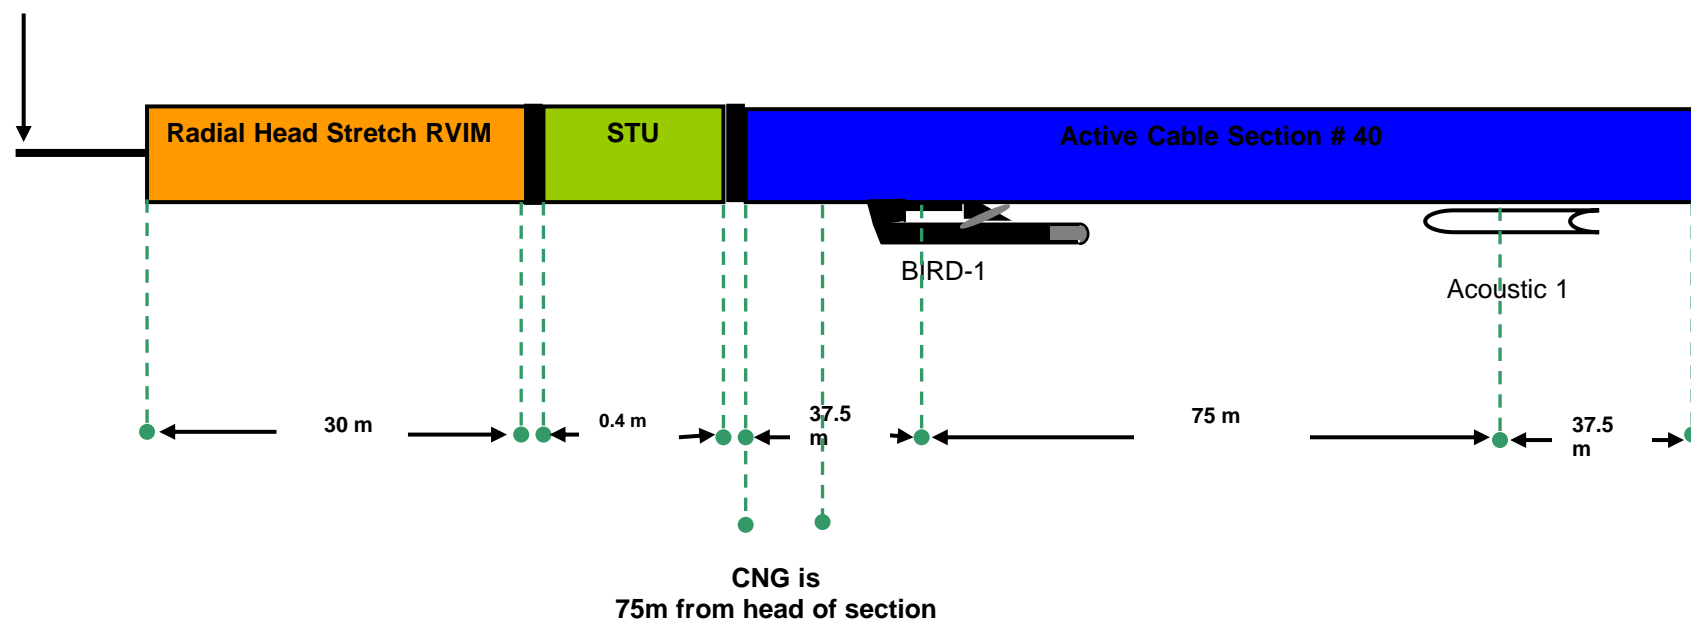 Radial Head Stretch RVIM
STU
Active Cable Section # 40
BIRD-1
Acoustic 1
30 m
0.4 m
37.5
m
75 m
37.5
m
CNG is
75m from head of section